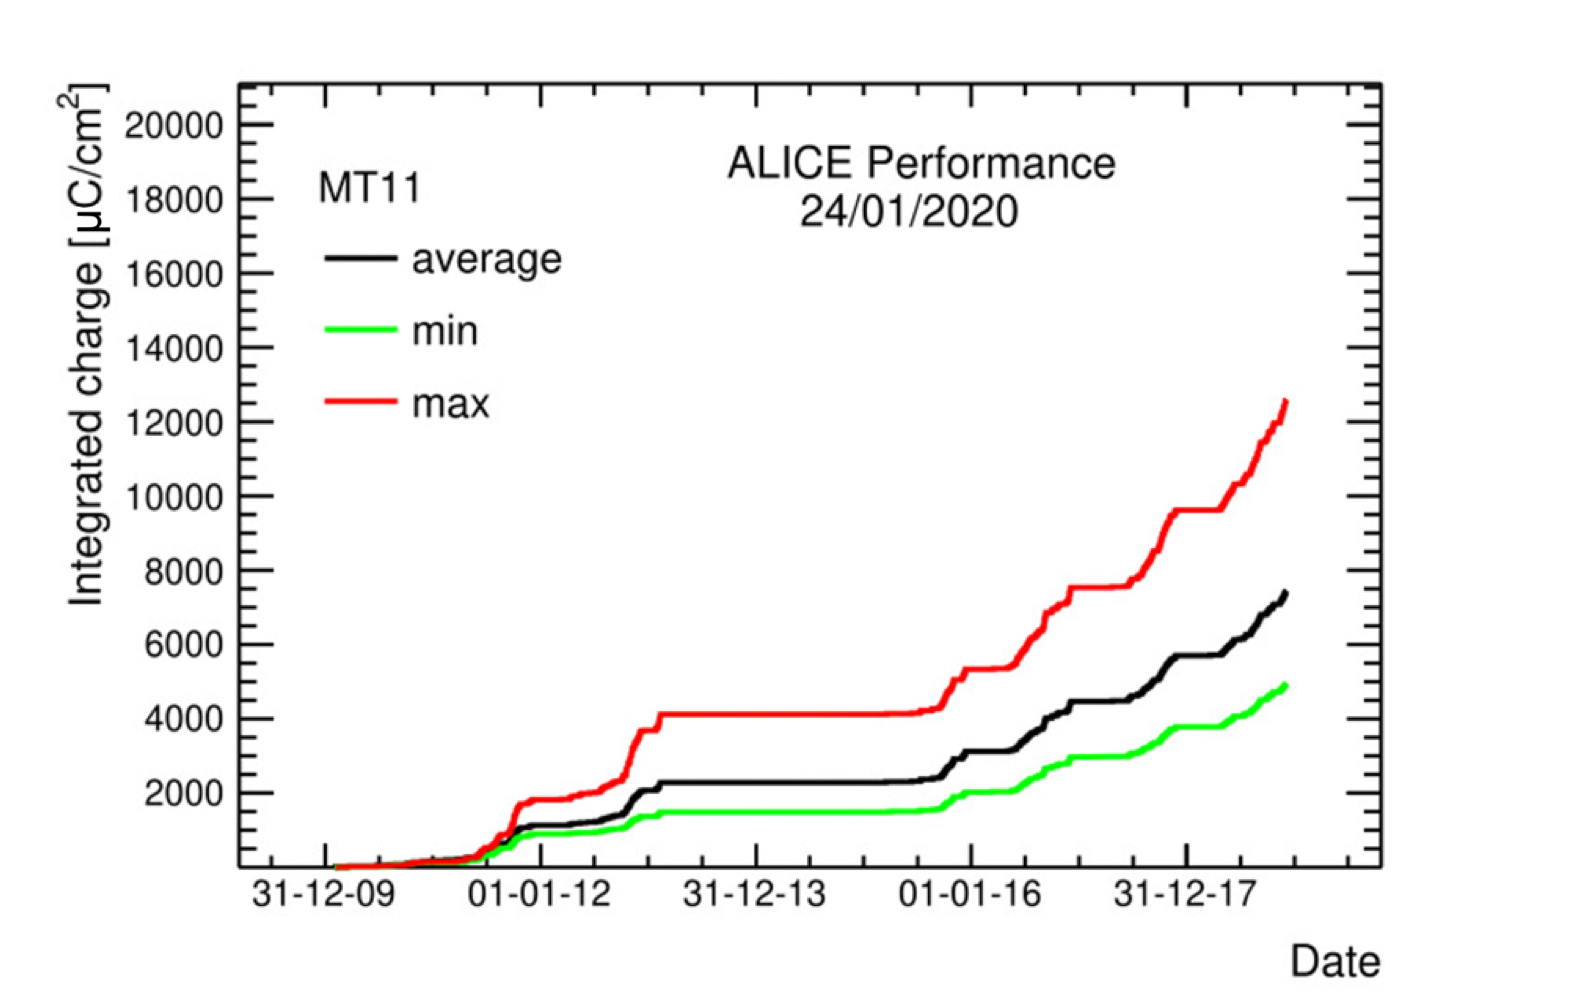 Integrated charge [μC/cm²]
20000
18000
16000
14000
12000
10000
8000
6000
4000
2000
MT11
average
min
max
ALICE Performance
24/01/2020
31-12-09
01-01-12
31-12-13
01-01-16
31-12-17
Date